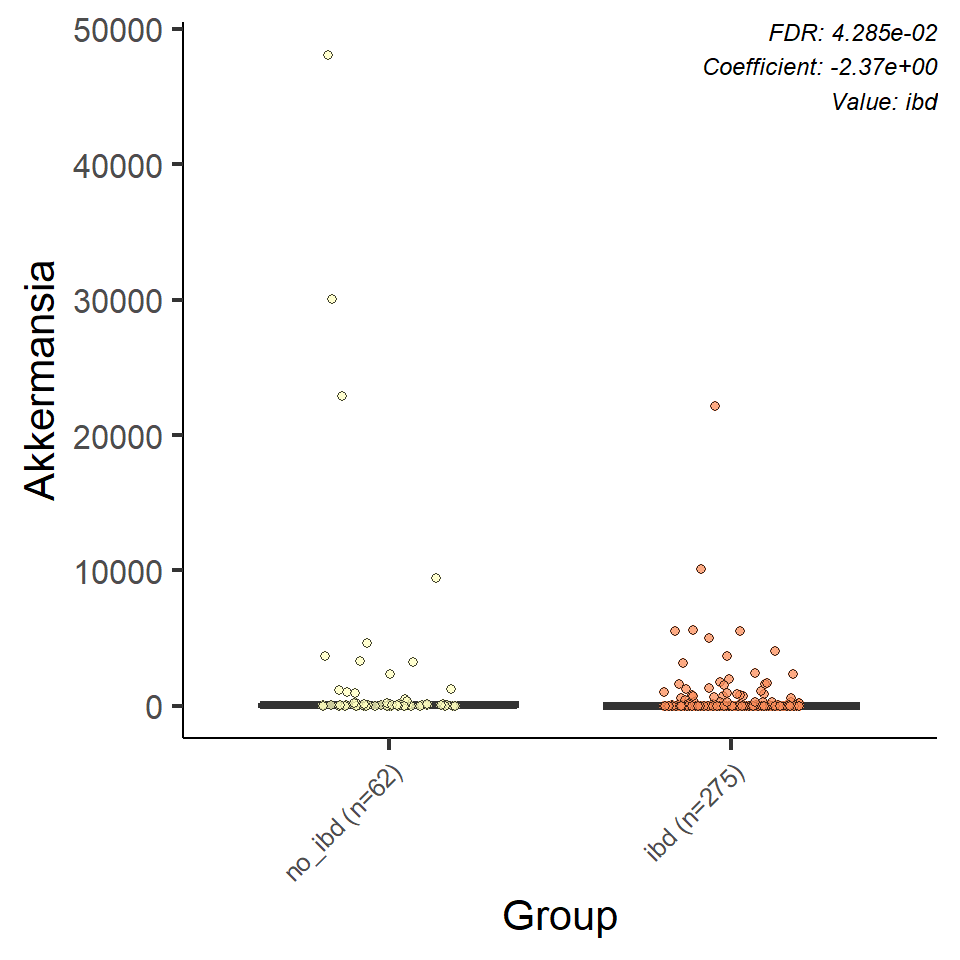 FDR: 4.285e-02
Coefficient: -2.37e+00
Value: ibd
Akkermansia
50000
40000
30000
20000
10000
0
no_ibd (n=62)
ibd (n=275)
Group